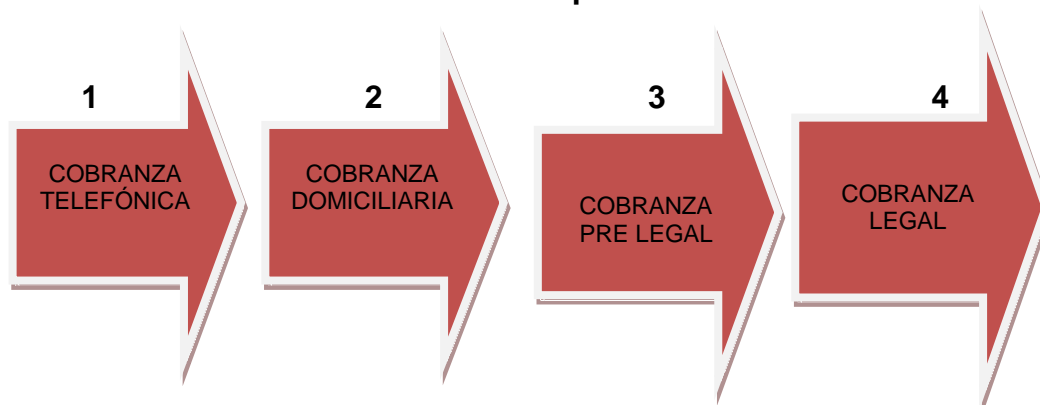 1
COBRANZA
TELEFÓNICA
2
COBRANZA
DOMICILIARIA
3
COBRANZA
PRE LEGAL
4
COBRANZA
LEGAL